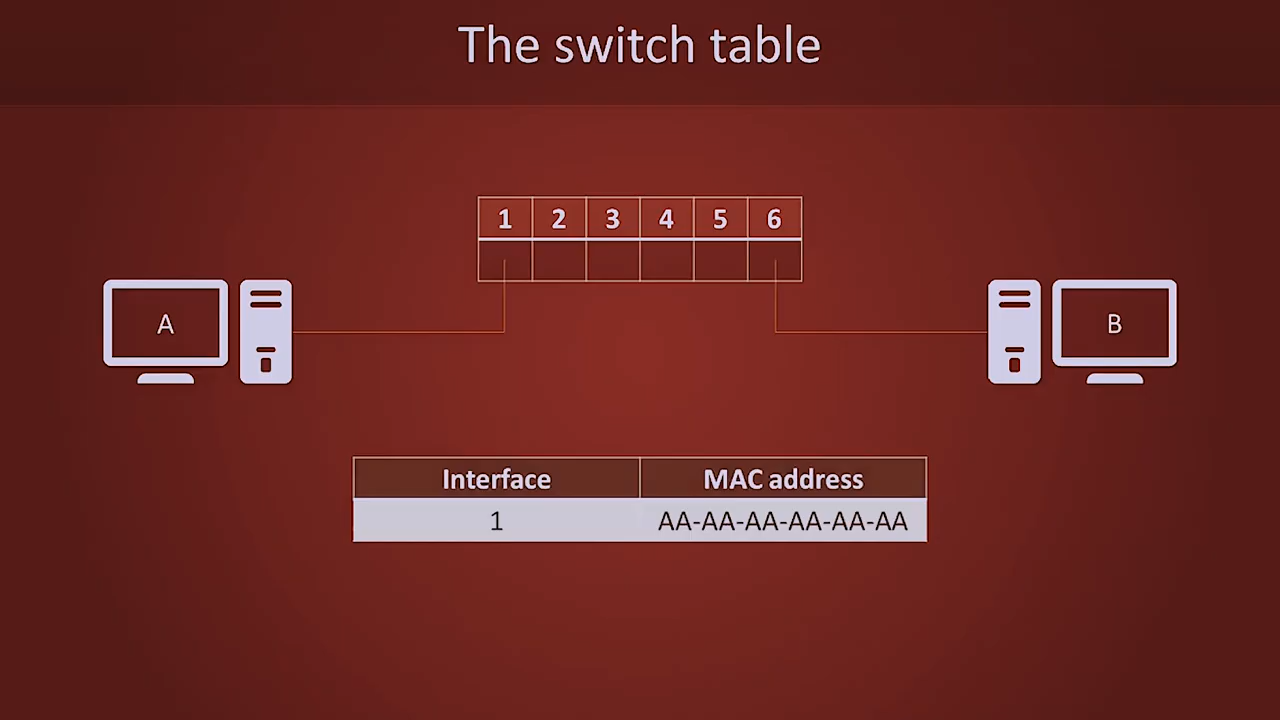 The switch table
1 2 3 4 5 6
A B
Interface MAC address
1 AA-AA-AA-AA-AA-AA